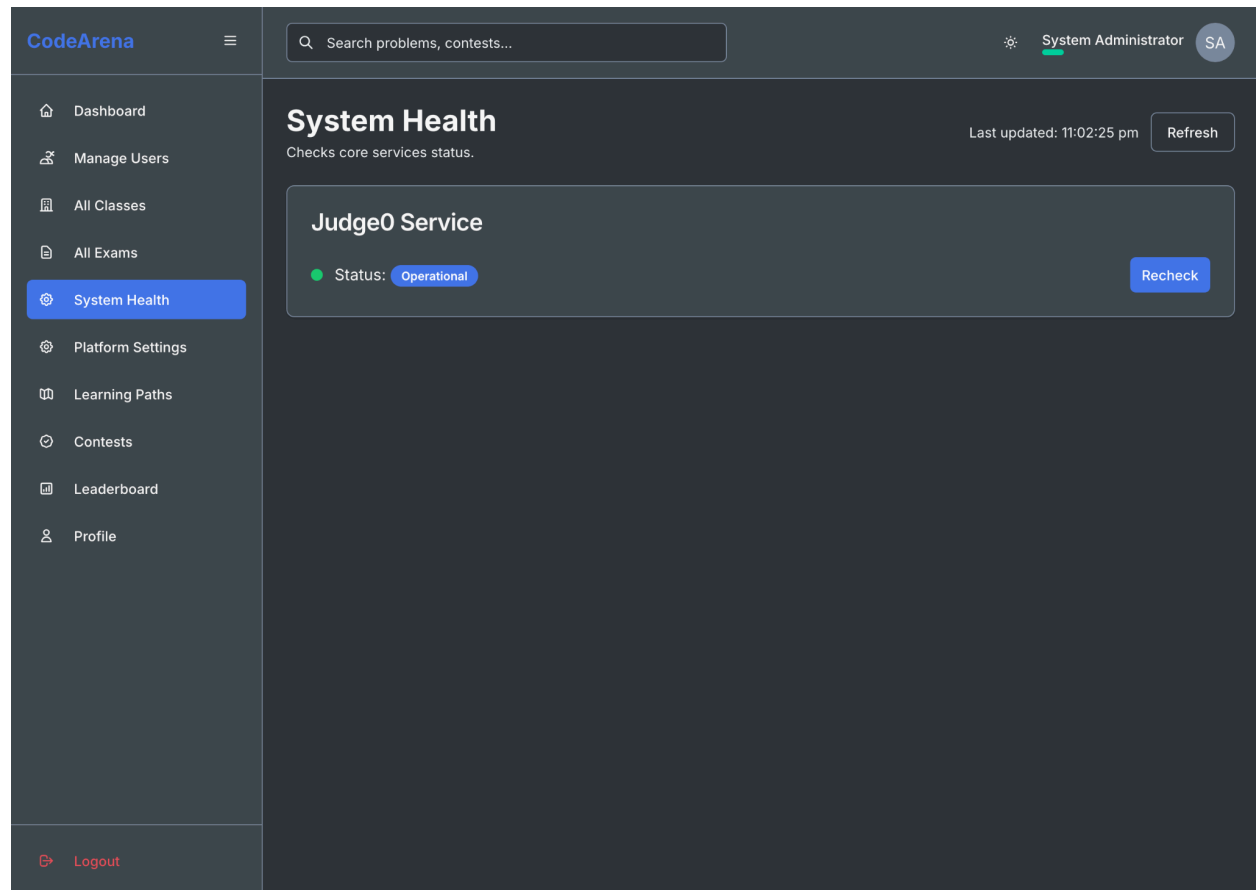 CodeArena
Search problems, contests...
System Administrator
SA
Dashboard
Manage Users
All Classes
All Exams
System Health
Platform Settings
Learning Paths
Contests
Leaderboard
Profile
Logout
System Health
Checks core services status.
Last updated: 11:02:25 pm
Refresh
Judge0 Service
Status: Operational
Recheck